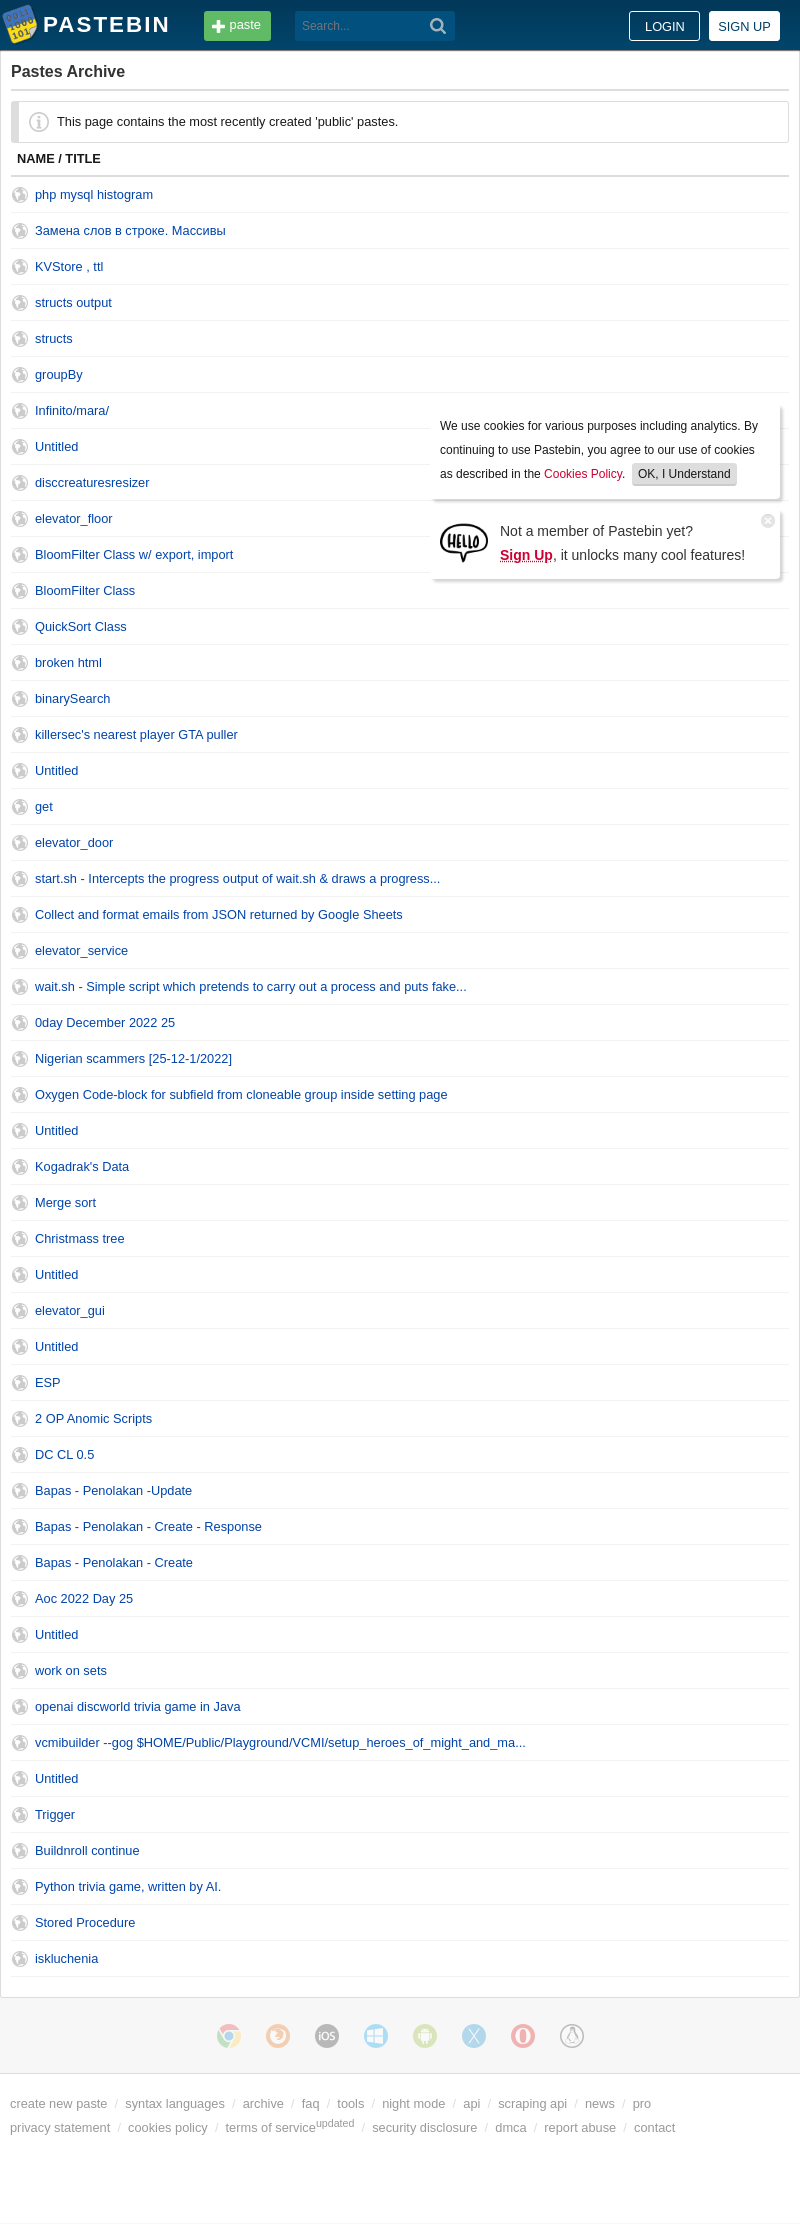 PASTEBIN
paste
Search...
LOGIN
SIGN UP
Pastes Archive
This page contains the most recently created 'public' pastes.
NAME / TITLE
php mysql histogram
Замена слов в строке. Массивы
KVStore , ttl
structs output
structs
groupBy
Infinito/mara/
Untitled
disccreaturesresizer
elevator_floor
BloomFilter Class w/ export, import
BloomFilter Class
QuickSort Class
broken html
binarySearch
killersec's nearest player GTA puller
Untitled
get
elevator_door
start.sh - Intercepts the progress output of wait.sh & draws a progress...
Collect and format emails from JSON returned by Google Sheets
elevator_service
wait.sh - Simple script which pretends to carry out a process and puts fake...
0day December 2022 25
Nigerian scammers [25-12-1/2022]
Oxygen Code-block for subfield from cloneable group inside setting page
Untitled
Kogadrak's Data
Merge sort
Christmass tree
Untitled
elevator_gui
Untitled
ESP
2 OP Anomic Scripts
DC CL 0.5
Bapas - Penolakan -Update
Bapas - Penolakan - Create - Response
Bapas - Penolakan - Create
Aoc 2022 Day 25
Untitled
work on sets
openai discworld trivia game in Java
vcmibuilder --gog $HOME/Public/Playground/VCMI/setup_heroes_of_might_and_ma...
Untitled
Trigger
Buildnroll continue
Python trivia game, written by AI.
Stored Procedure
iskluchenia
We use cookies for various purposes including analytics. By
continuing to use Pastebin, you agree to our use of cookies
as described in the Cookies Policy. OK, I Understand
HELLO
Not a member of Pastebin yet?
Sign Up, it unlocks many cool features!
iOS
create new paste / syntax languages / archive / faq / tools / night mode / api / scraping api / news / pro
privacy statement / cookies policy / terms of service updated / security disclosure / dmca / report abuse / contact